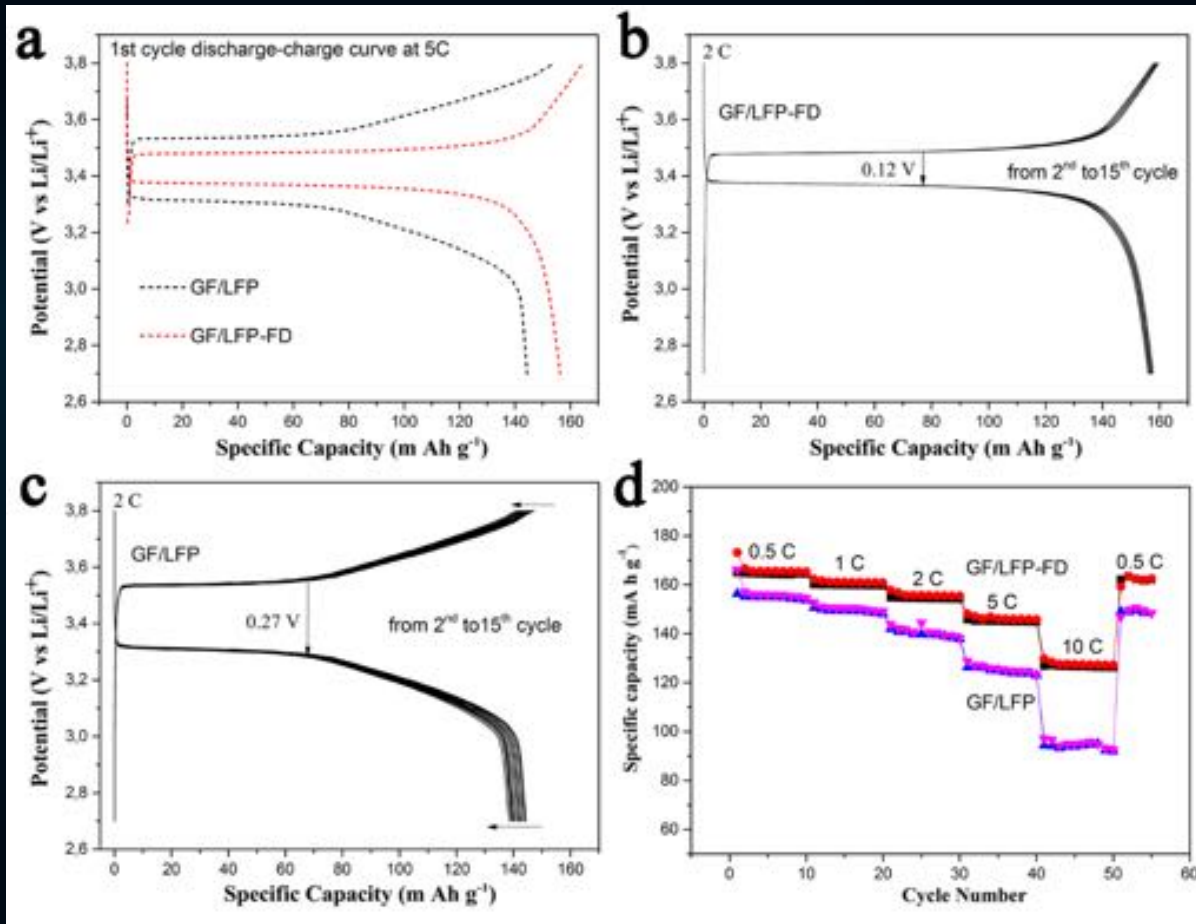 a
1st cycle discharge-charge curve at 5C
3,8
3,6
3,4
3,2
3,0
2,8
2,6
Potential (V vs Li/Li⁺)
GF/LFP
GF/LFP-FD
0 20 40 60 80 100 120 140 160
Specific Capacity (m Ah g⁻¹)
b
2 C
3,8
3,6
3,4
3,2
3,0
2,8
2,6
Potential (V vs Li/Li⁺)
GF/LFP-FD
0.12 V
from 2ⁿᵈ to15ᵗʰ cycle
0 20 40 60 80 100 120 140 160
Specific Capacity (m Ah g⁻¹)
c
2 C
3,8
3,6
3,4
3,2
3,0
2,8
2,6
Potential (V vs Li/Li⁺)
GF/LFP
0.27 V
from 2ⁿᵈ to15ᵗʰ cycle
0 20 40 60 80 100 120 140 160
Specific Capacity (m Ah g⁻¹)
d
200
180
160
140
120
100
80
60
Specific capacity (mA h g⁻¹)
0.5 C
1 C
2 C
GF/LFP-FD
0.5 C
5 C
10 C
GF/LFP
0 10 20 30 40 50 60
Cycle Number